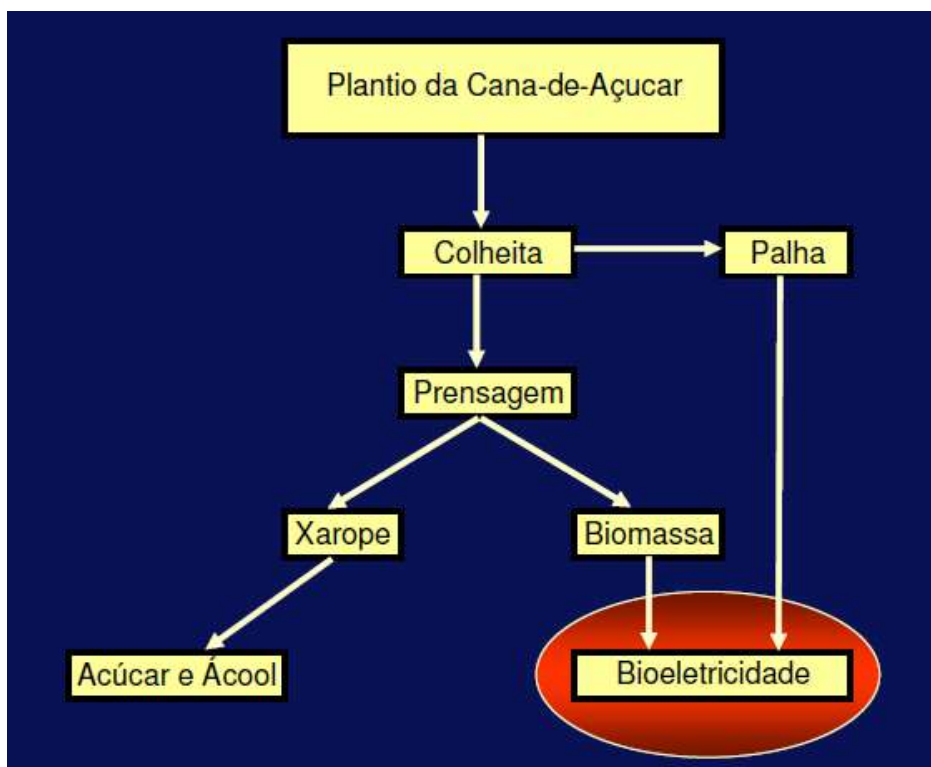 Plantio da Cana-de-Açucar
Colheita
Palha
Prensagem
Xarope
Biomassa
Acúcar e Ácool
Bioeletricidade